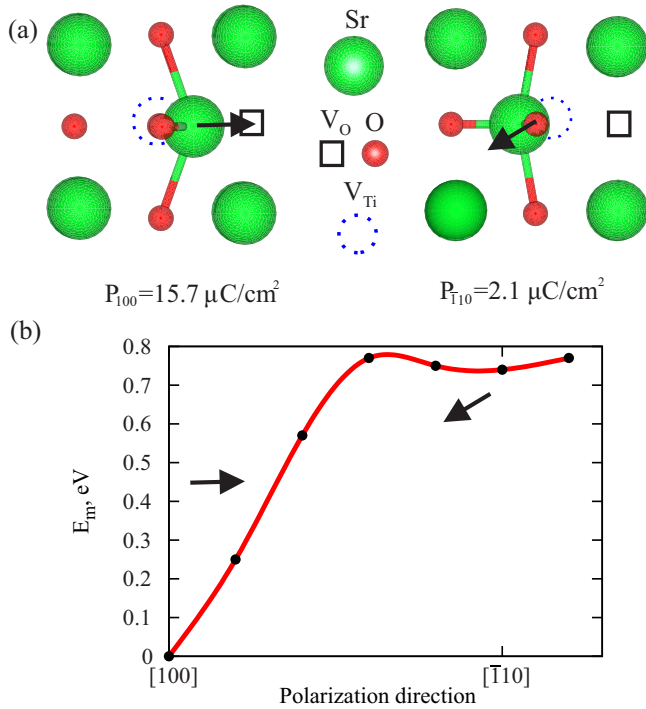 (a)
Sr
V_O O
V_Ti
P_100=15.7 μC/cm²
P_1̄10=2.1 μC/cm²
(b)
0.8
0.7
0.6
0.5
0.4
0.3
0.2
0.1
0
E_m, eV
[100]
[1̄10]
Polarization direction